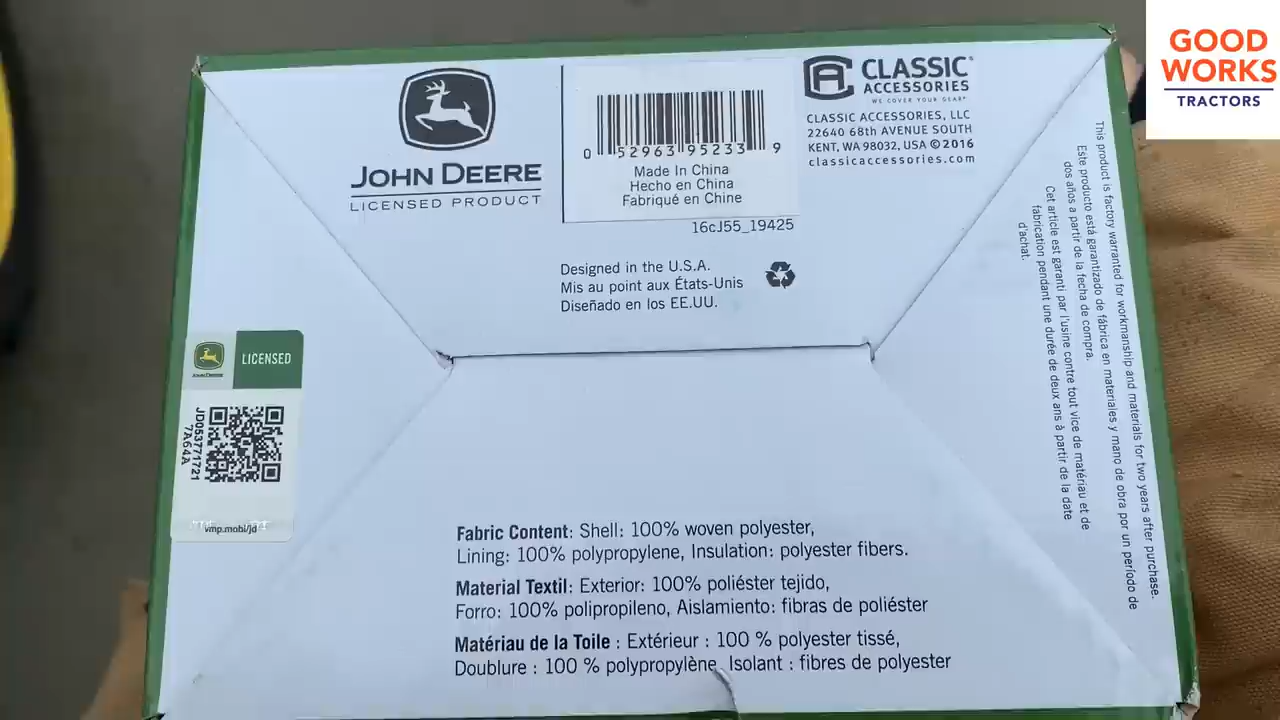 GOOD
WORKS
TRACTORS
JOHN DEERE
LICENSED PRODUCT
0 52963 95233 9
Made In China
Hecho en China
Fabriqué en Chine
16cJ55_19425
CLASSIC®
ACCESSORIES
WE COVER YOUR GEAR®
CLASSIC ACCESSORIES, LLC
22640 68th AVENUE SOUTH
KENT, WA 98032, USA ©2016
classicaccessories.com
Designed in the U.S.A.
Mis au point aux États-Unis
Diseñado en los EE.UU.
This product is factory warranted for workmanship and materials for two years after purchase.
Este producto está garantizado de fábrica en materiales y mano de obra por un período de
dos años a partir de la fecha de compra.
Cet article est garanti par l'usine contre tout vice de matériau et de
fabrication pendant une durée de deux ans à partir de la date
d'achat.
JOHN DEERE
LICENSED
JD053771721
7A64A
vmp.mobi/jd
Fabric Content: Shell: 100% woven polyester,
Lining: 100% polypropylene, Insulation: polyester fibers.
Material Textil: Exterior: 100% poliéster tejido,
Forro: 100% polipropileno, Aislamiento: fibras de poliéster
Matériau de la Toile : Extérieur : 100 % polyester tissé,
Doublure : 100 % polypropylène, Isolant : fibres de polyester